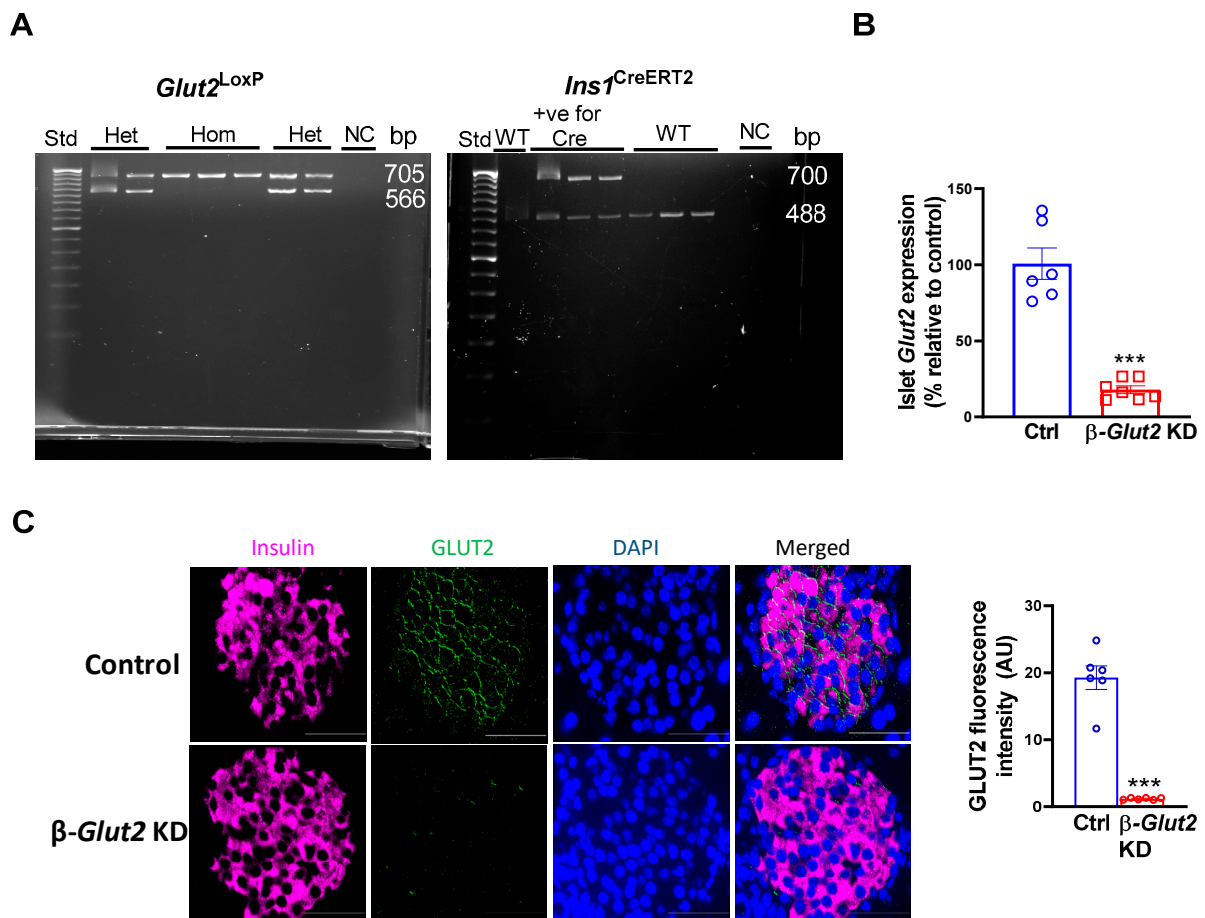 A
Glut2LoxP
Std Het Hom Het NC bp
705
566
Ins1CreERT2
+ve for
Std WT Cre WT NC bp
700
488
B
Islet Glut2 expression
(% relative to control)
150
100
50
0
***
Ctrl β-Glut2 KD
C
Insulin GLUT2 DAPI Merged
Control
β-Glut2 KD
GLUT2 fluorescence
intensity (AU)
30
20
10
0
***
Ctrl β-Glut2
KD